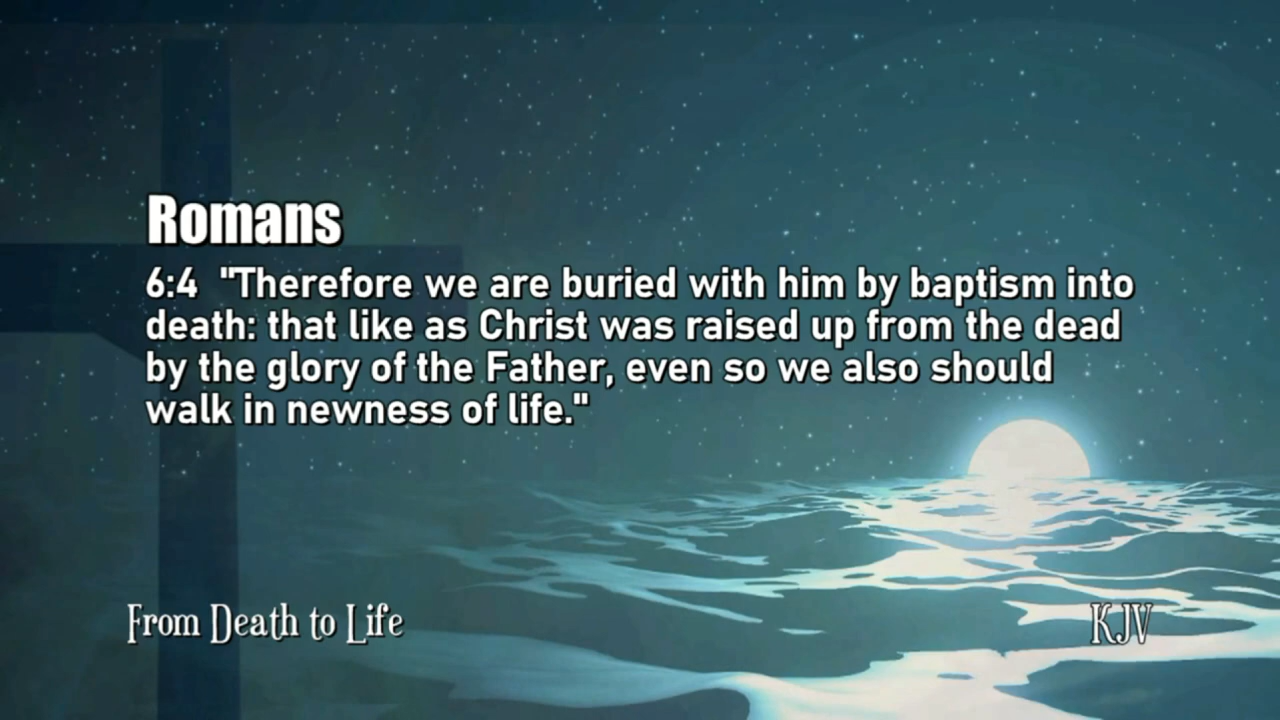 Romans
6:4 "Therefore we are buried with him by baptism into
death: that like as Christ was raised up from the dead
by the glory of the Father, even so we also should
walk in newness of life."
From Death to Life
KJV